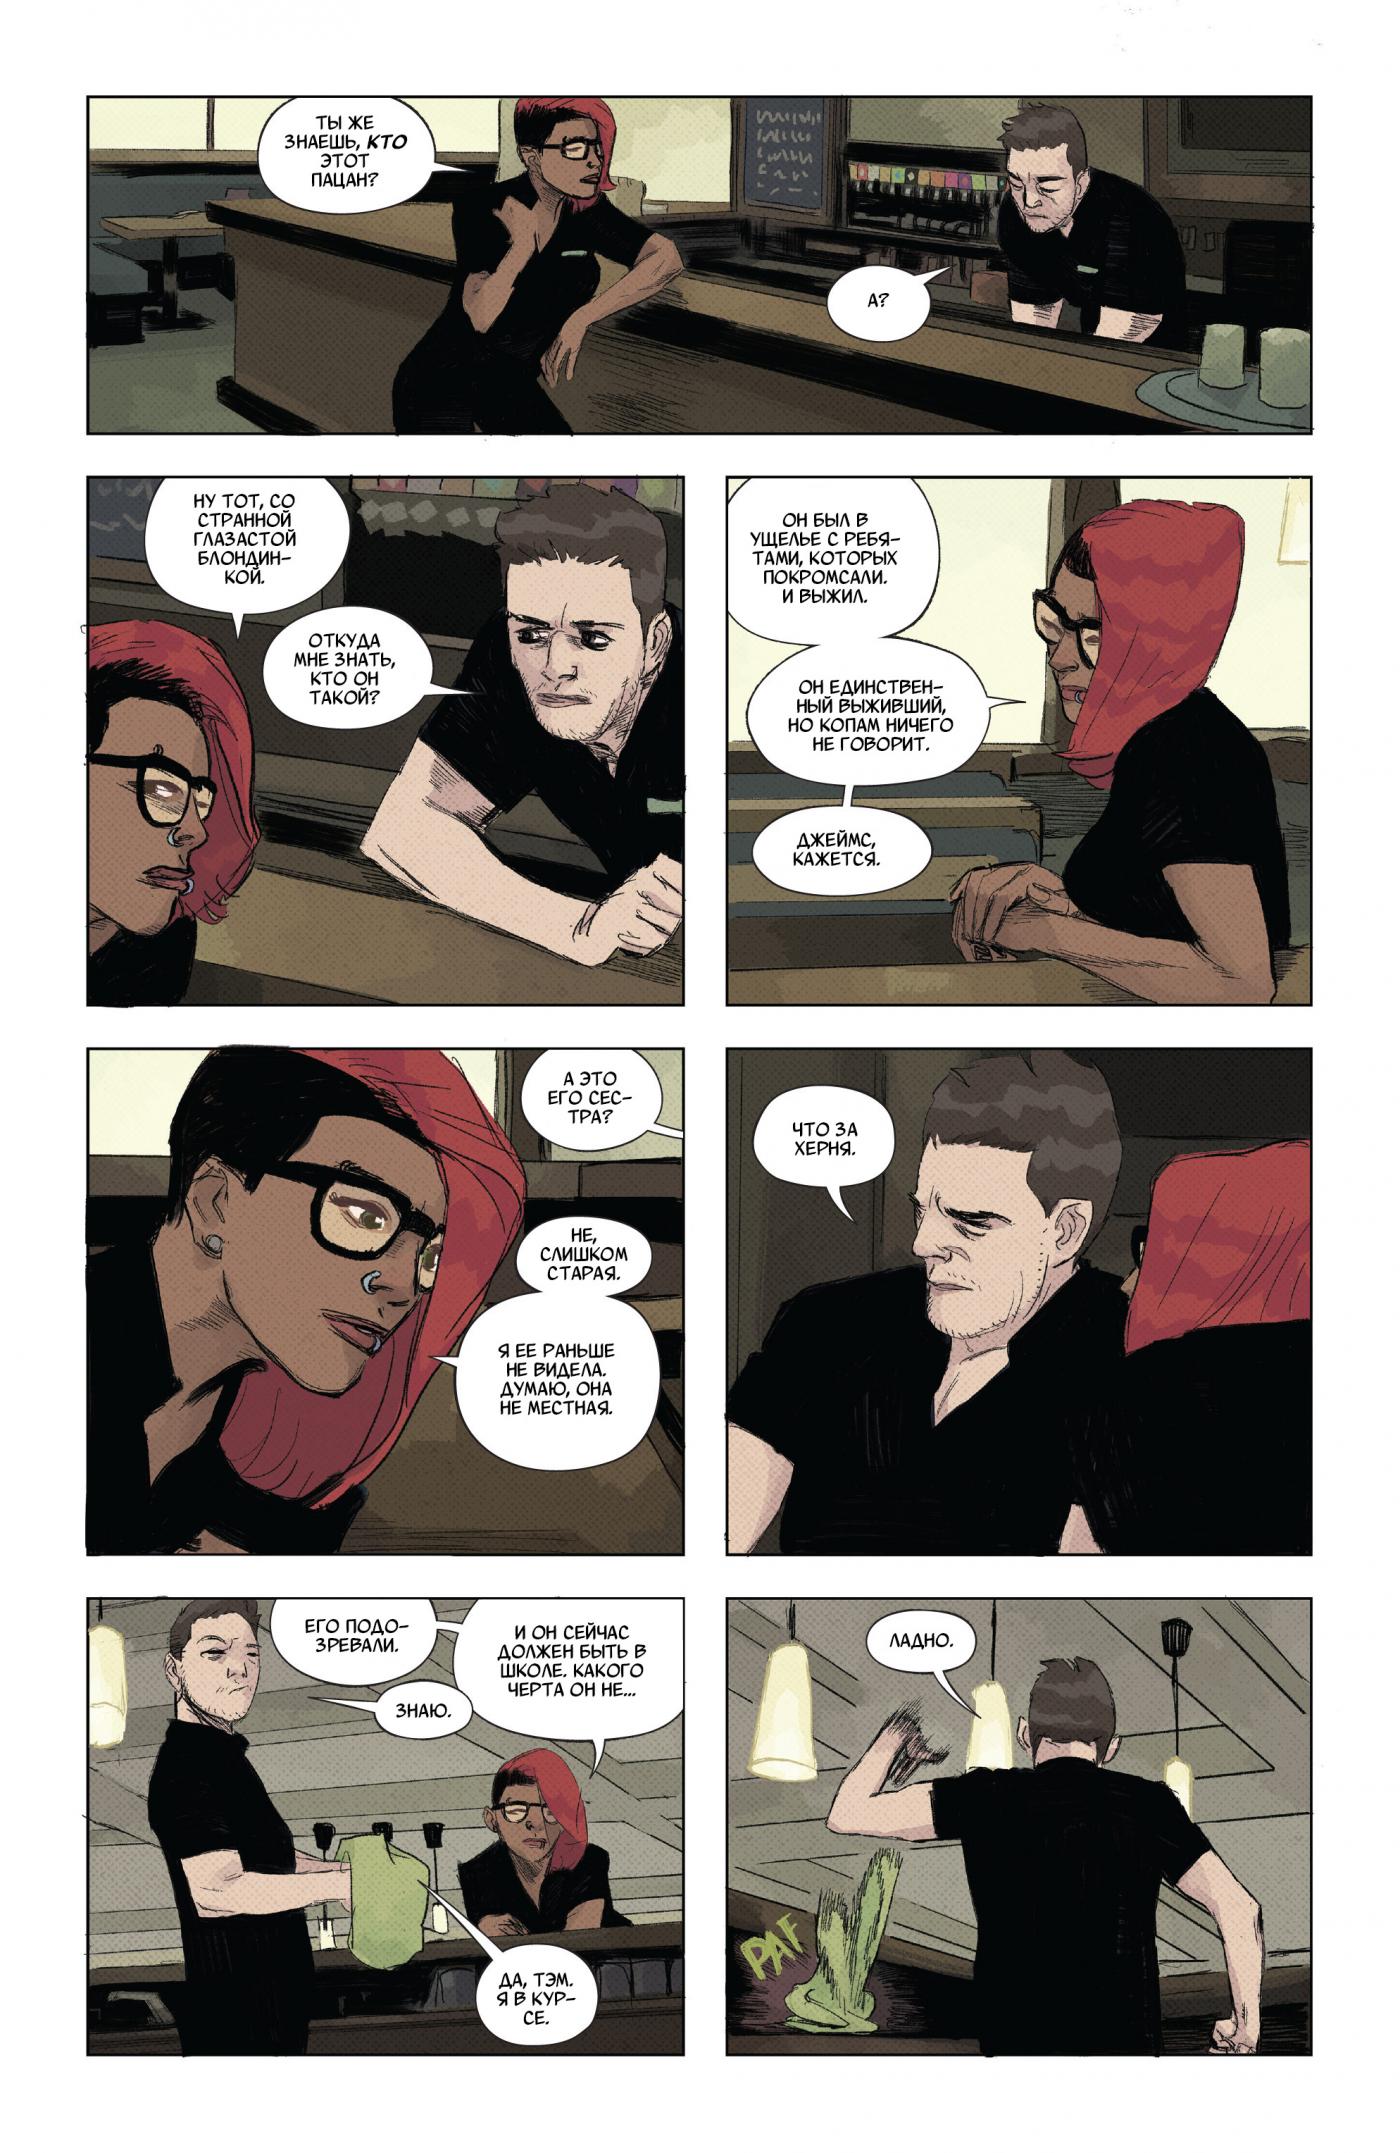 ТЫ ЖЕ
ЗНАЕШЬ, КТО
ЭТОТ
ПАЦАН?
А?
НУ ТОТ, СО
СТРАННОЙ
ГЛАЗАСТОЙ
БЛОНДИН-
КОЙ.
ОТКУДА
МНЕ ЗНАТЬ,
КТО ОН
ТАКОЙ?
ОН БЫЛ В
УЩЕЛЬЕ С РЕБЯ-
ТАМИ, КОТОРЫХ
ПОКРОМСАЛИ.
И ВЫЖИЛ.
ОН ЕДИНСТВЕН-
НЫЙ ВЫЖИВШИЙ,
НО КОПАМ НИЧЕГО
НЕ ГОВОРИТ.
ДЖЕЙМС,
КАЖЕТСЯ.
А ЭТО
ЕГО СЕС-
ТРА?
НЕ,
СЛИШКОМ
СТАРАЯ.
Я ЕЕ РАНЬШЕ
НЕ ВИДЕЛА.
ДУМАЮ, ОНА
НЕ МЕСТНАЯ.
ЧТО ЗА
ХЕРНЯ.
ЕГО ПОДО-
ЗРЕВАЛИ.
ЗНАЮ.
И ОН СЕЙЧАС
ДОЛЖЕН БЫТЬ В
ШКОЛЕ. КАКОГО
ЧЕРТА ОН НЕ...
ДА, ТЭМ.
Я В КУР-
СЕ.
ЛАДНО.
PAF